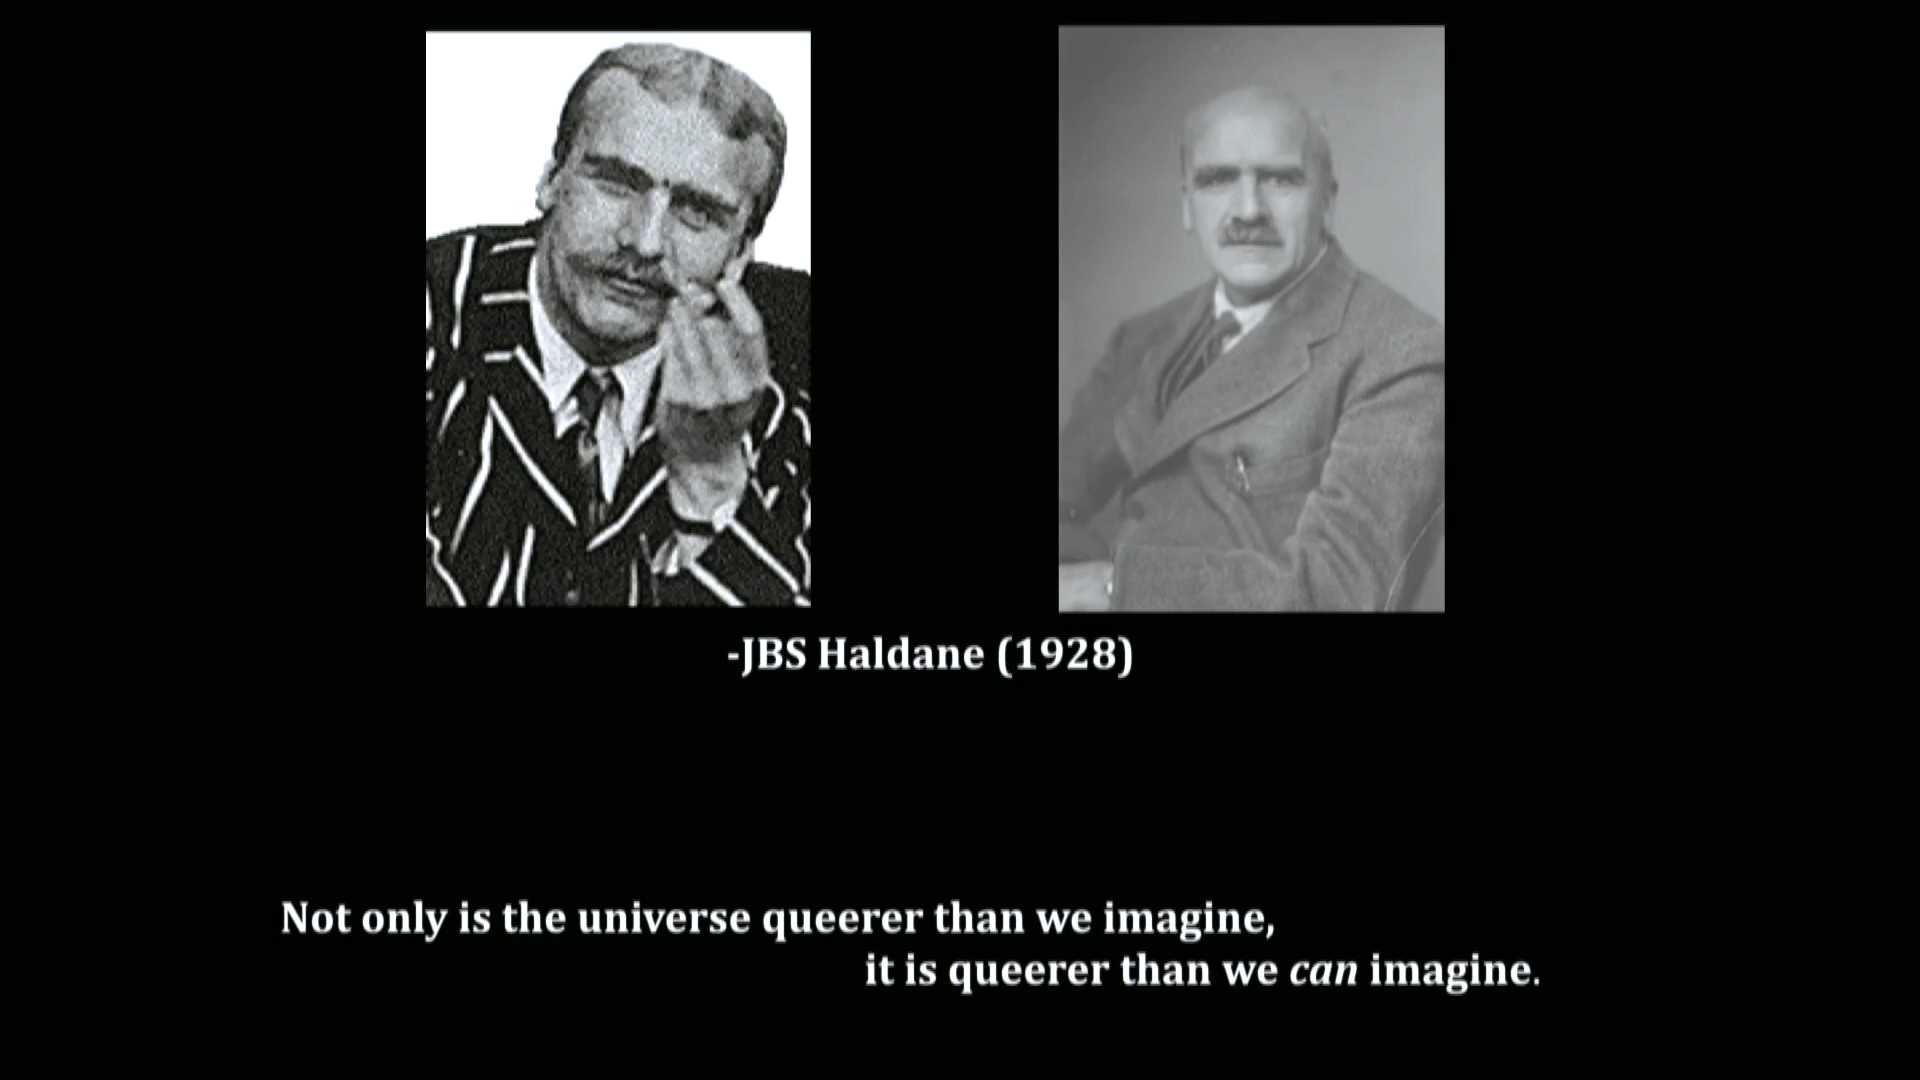 -JBS Haldane (1928)
Not only is the universe queerer than we imagine,
it is queerer than we can imagine.